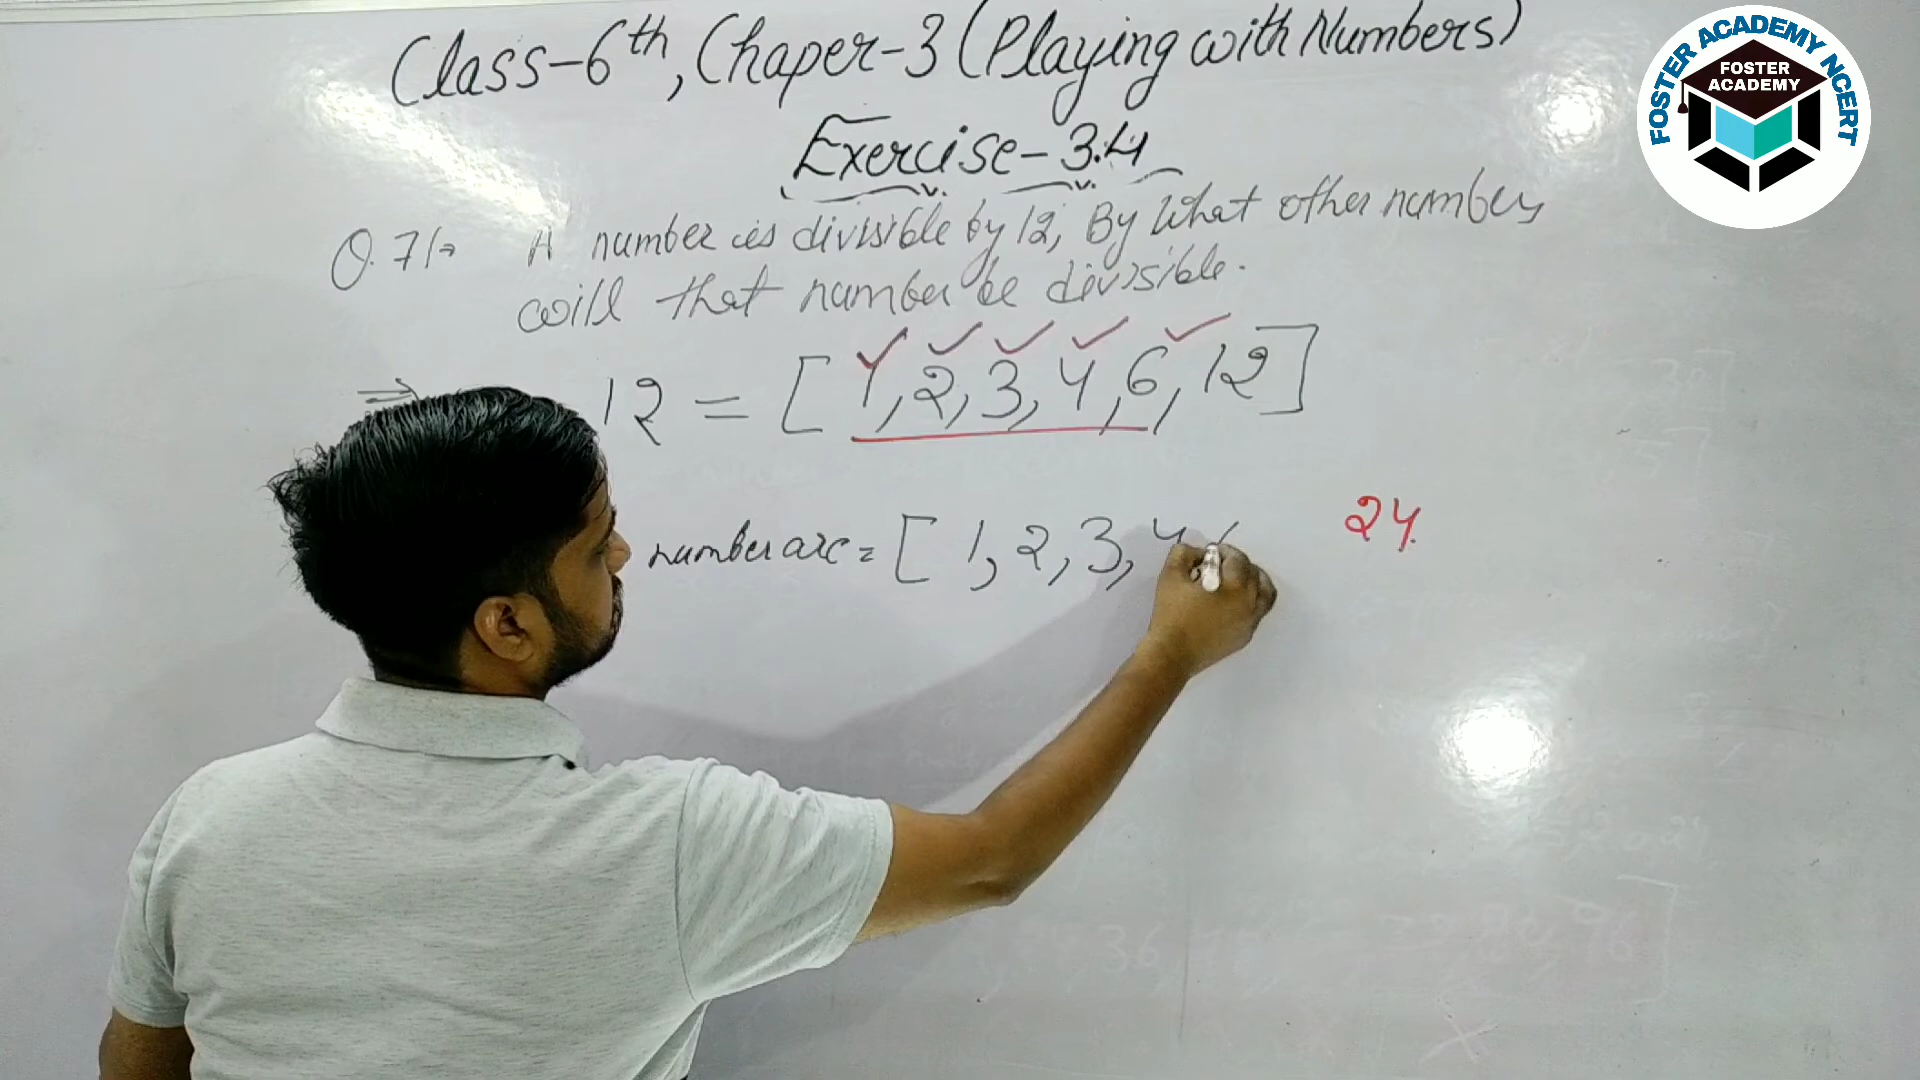 Class-6th, Chaper-3 (Playing with Numbers)
Exercise-3.4
Q.7/> A number is divisible by 12, By What other number,
will that number be divisible.
⇒ 12 = [1,2,3,4,6,12]
number are = [1,2,3,4
24
FOSTER ACADEMY NCERT
FOSTER
ACADEMY